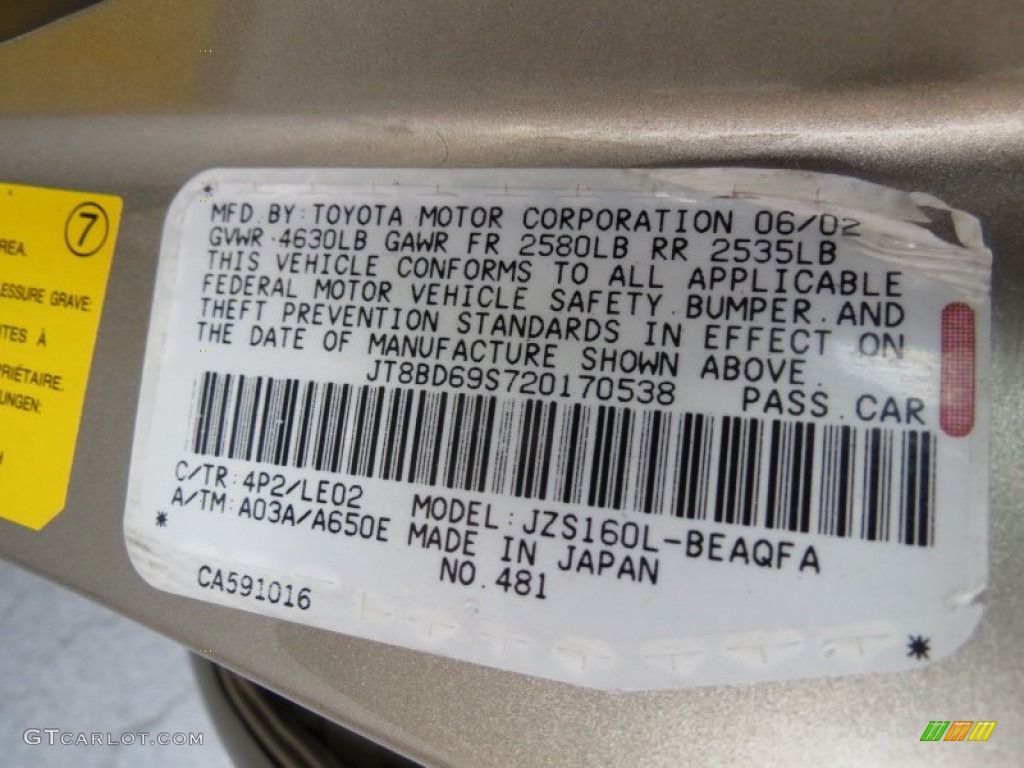 7
REA.
LESSURE GRAVE:
ITES À
PRIÉTAIRE.
UNGEN:
MFD.BY:TOYOTA MOTOR CORPORATION 06/02
GVWR 4630LB GAWR FR 2580LB RR 2535LB
THIS VEHICLE CONFORMS TO ALL APPLICABLE
FEDERAL MOTOR VEHICLE SAFETY.BUMPER.AND
THEFT PREVENTION STANDARDS IN EFFECT ON
THE DATE OF MANUFACTURE SHOWN ABOVE.
JT8BD69S720170538 PASS.CAR
C/TR:4P2/LE02 MODEL:JZS160L-BEAQFA
A/TM:A03A/A650E MADE IN JAPAN
NO.481
CA591016
GTCARLOT.COM